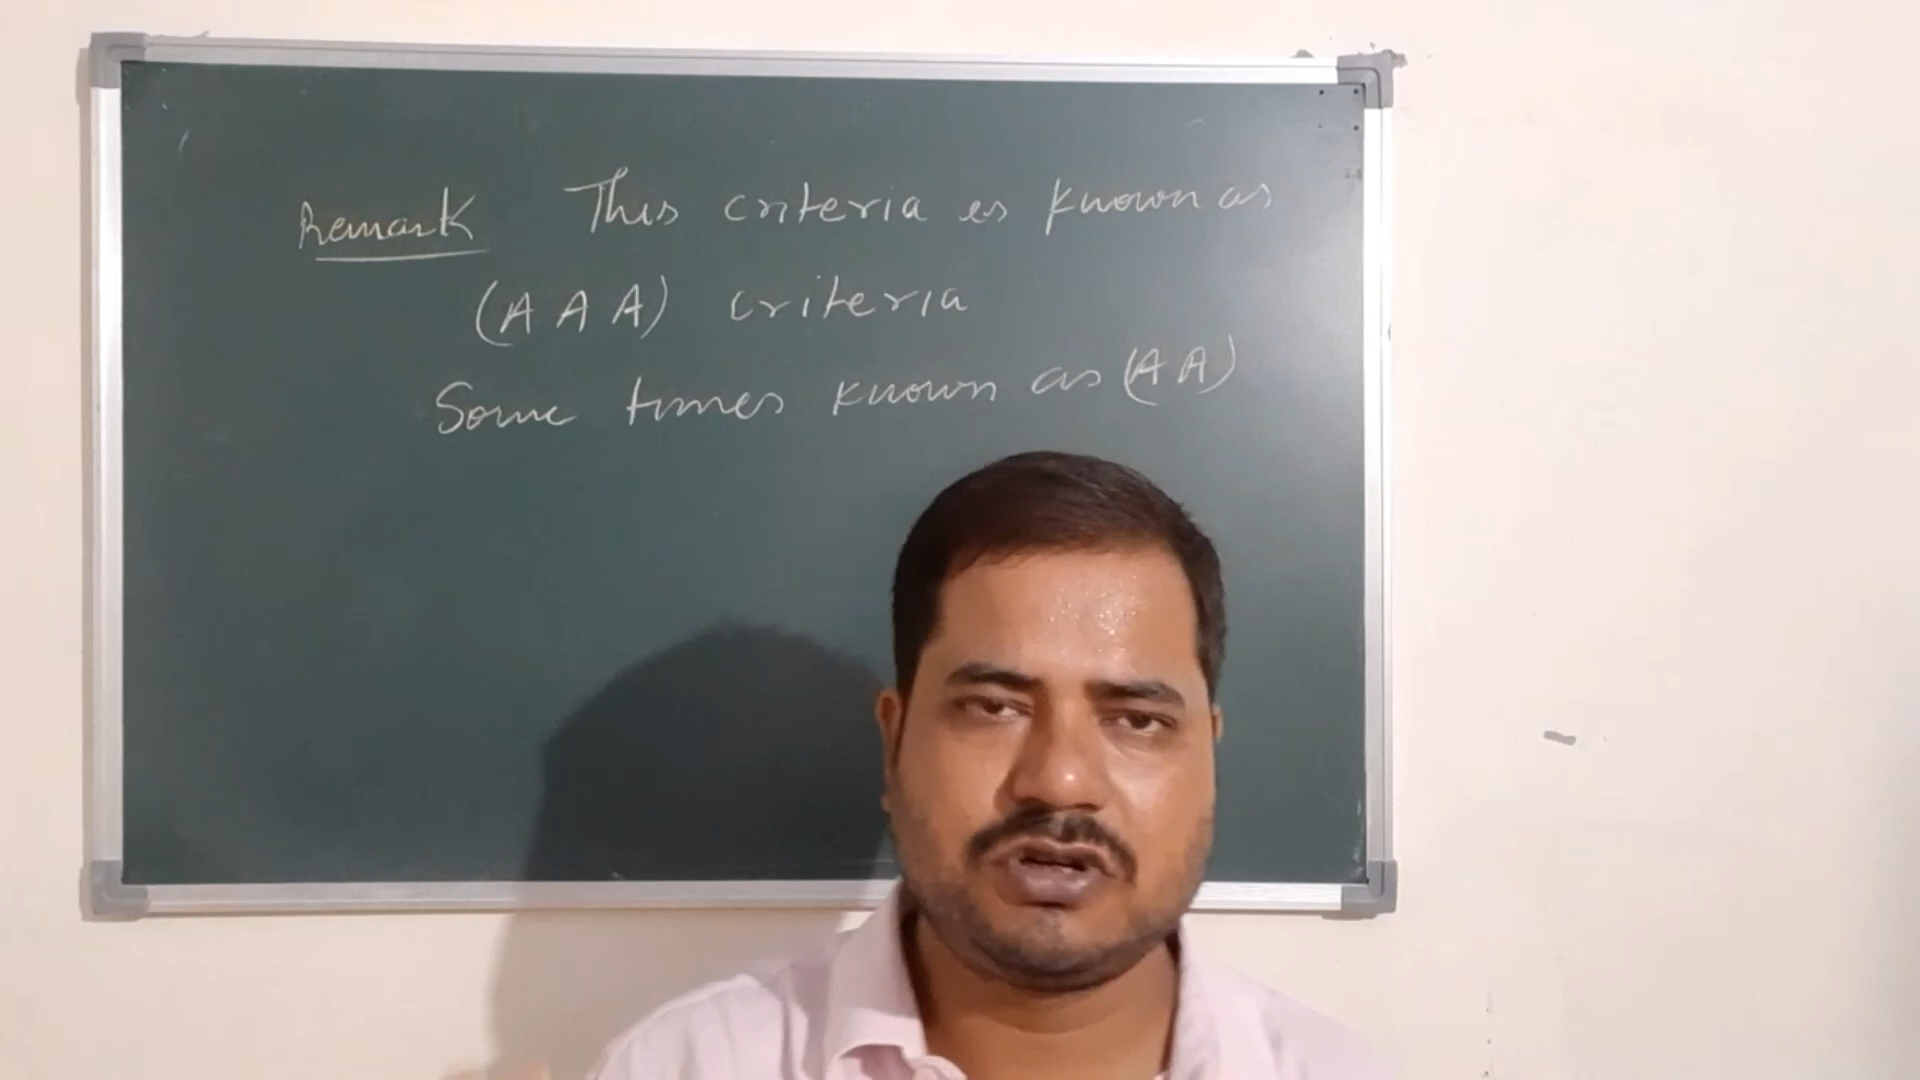 Remark This criteria is known as
(A A A) criteria
Some times known as (A A)